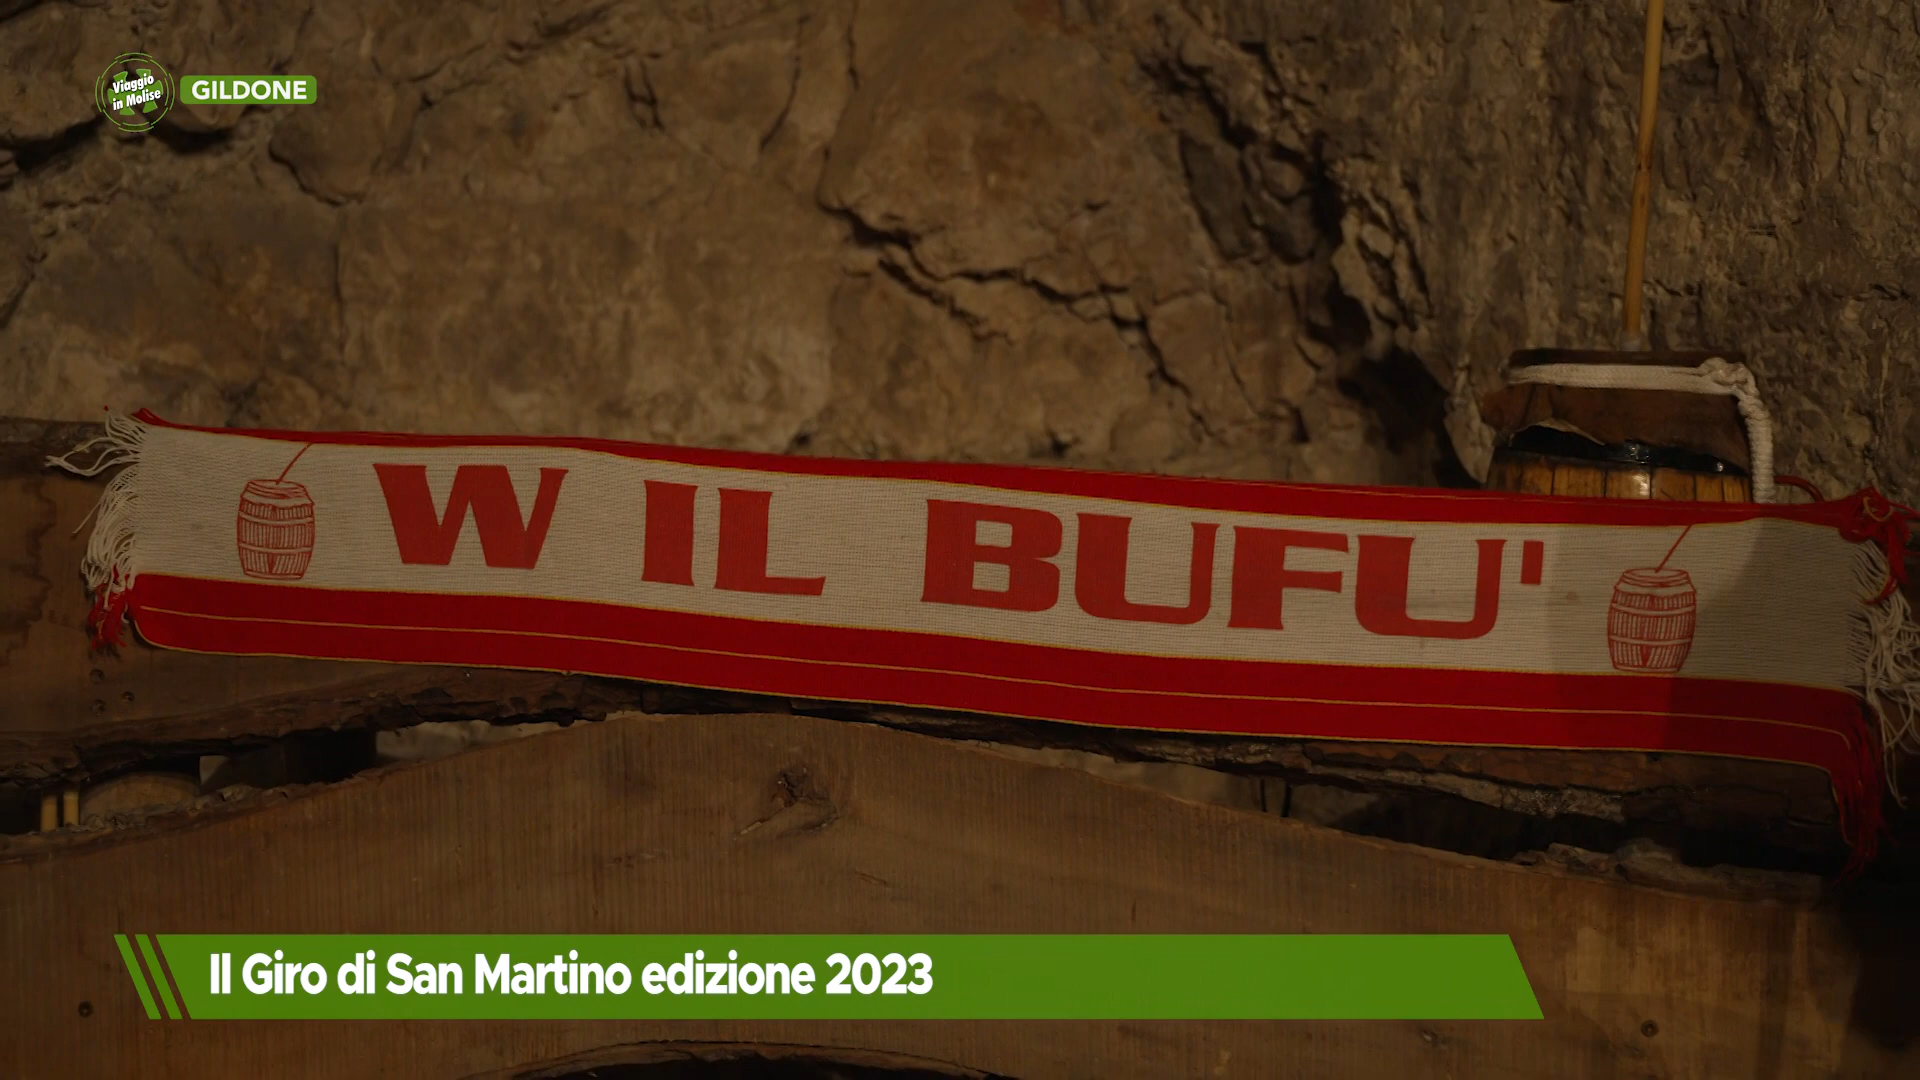 Viaggio
in Molise
GILDONE
W IL BUFU'
Il Giro di San Martino edizione 2023